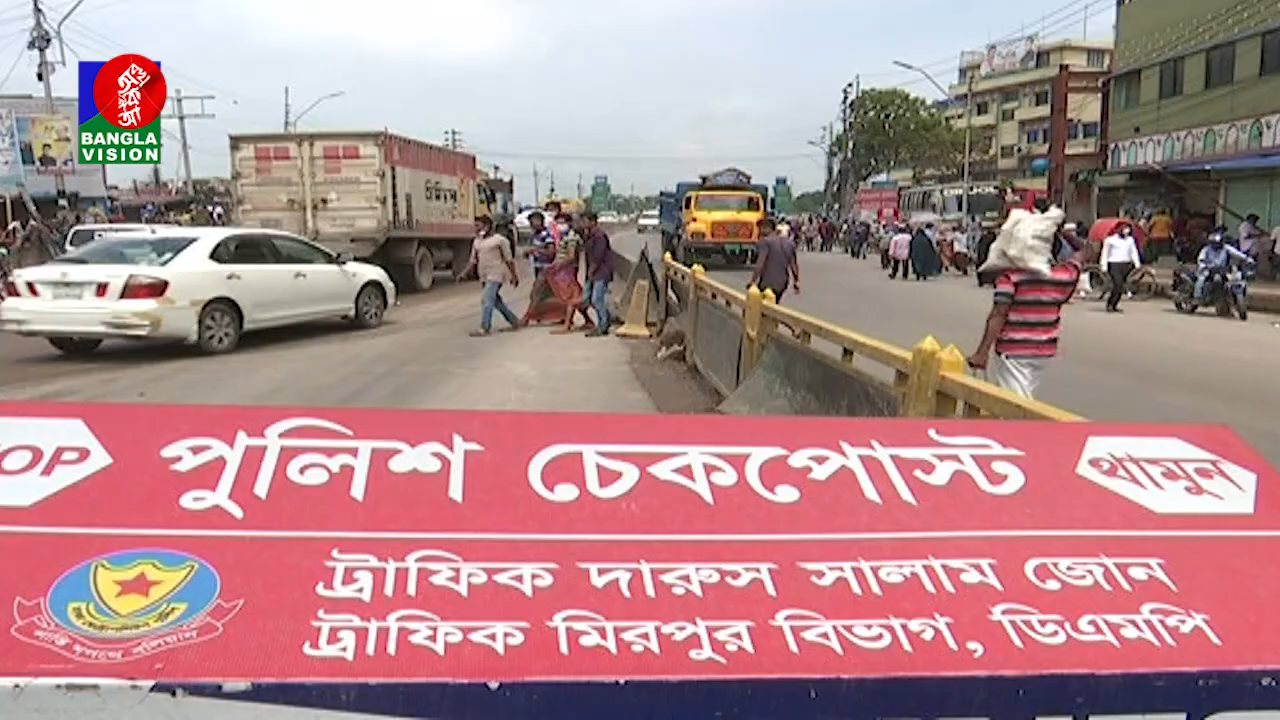 BANGLA
VISION
OP পুলিশ চেকপোস্ট থামুন
ট্রাফিক দারুস সালাম জোন
ট্রাফিক মিরপুর বিভাগ, ডিএমপি